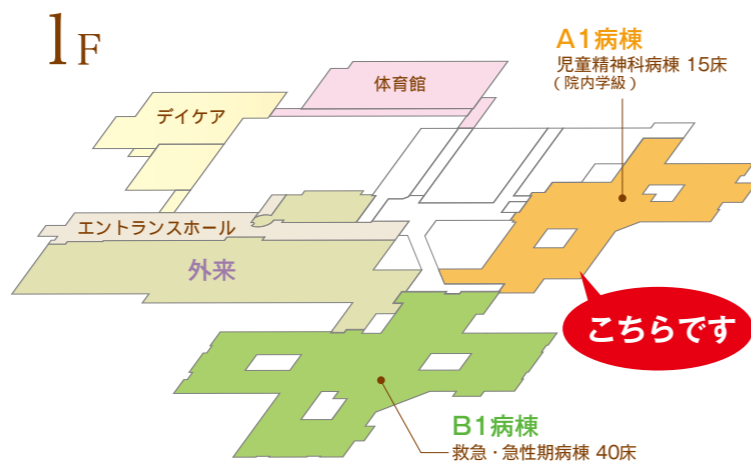 1F
A1病棟
児童精神科病棟 15床
(院内学級)
体育館
デイケア
エントランスホール
外来
こちらです
B1病棟
救急・急性期病棟 40床